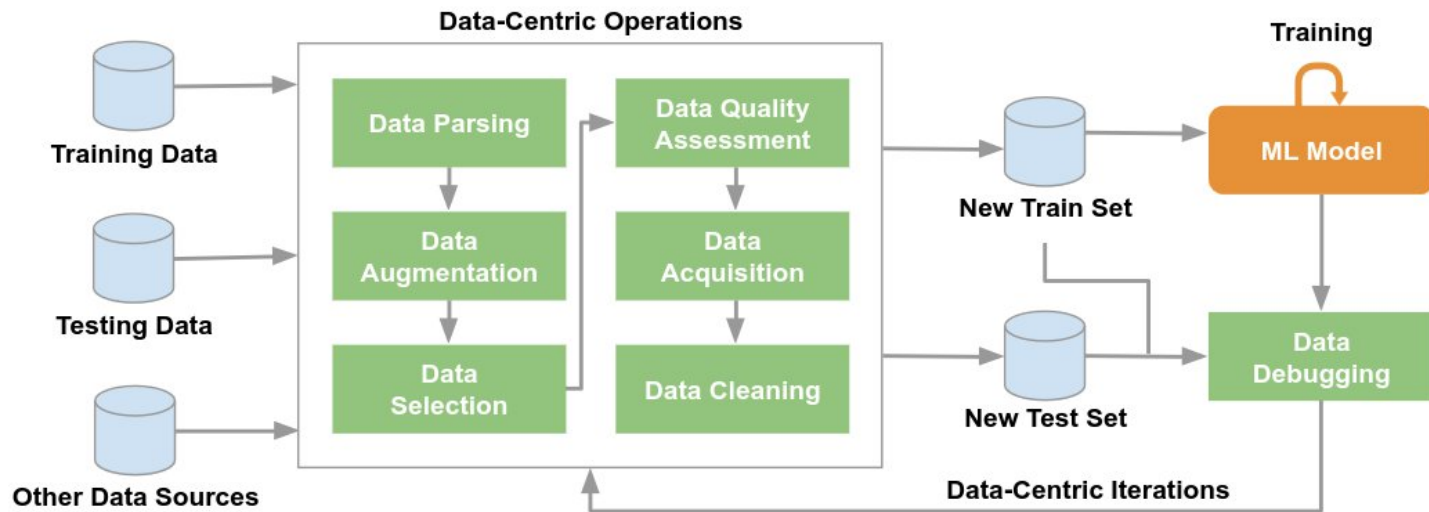 Data-Centric Operations
Training
Data Parsing
Data Quality
Assessment
ML Model
Training Data
New Train Set
Data
Augmentation
Data
Acquisition
Testing Data
Data
Selection
Data Cleaning
Data
Debugging
New Test Set
Other Data Sources
Data-Centric Iterations